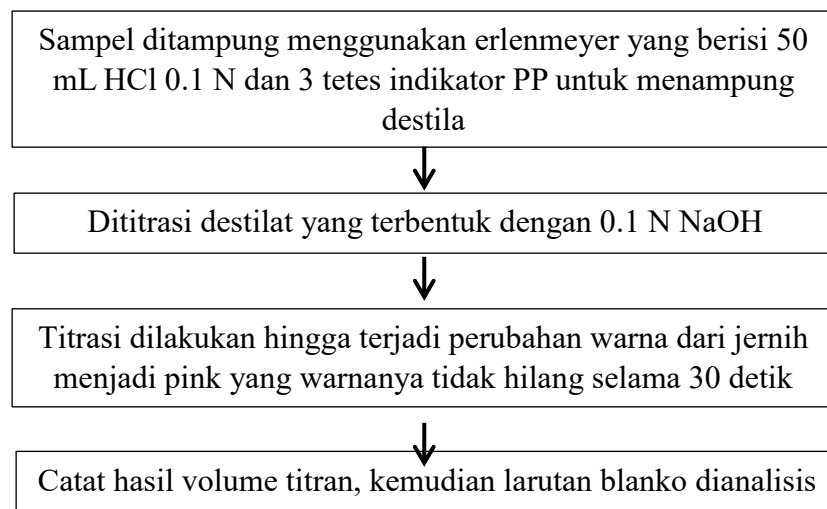 Sampel ditampung menggunakan erlenmeyer yang berisi 50
mL HCl 0.1 N dan 3 tetes indikator PP untuk menampung
destila
Dititrasi destilat yang terbentuk dengan 0.1 N NaOH
Titrasi dilakukan hingga terjadi perubahan warna dari jernih
menjadi pink yang warnanya tidak hilang selama 30 detik
Catat hasil volume titran, kemudian larutan blanko dianalisis